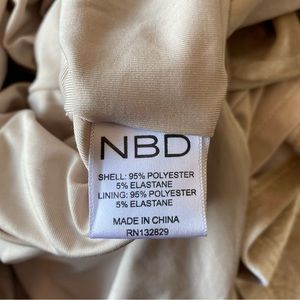 NBD
SHELL: 95% POLYESTER
5% ELASTANE
LINING: 95% POLYESTER
5% ELASTANE
MADE IN CHINA
RN132829